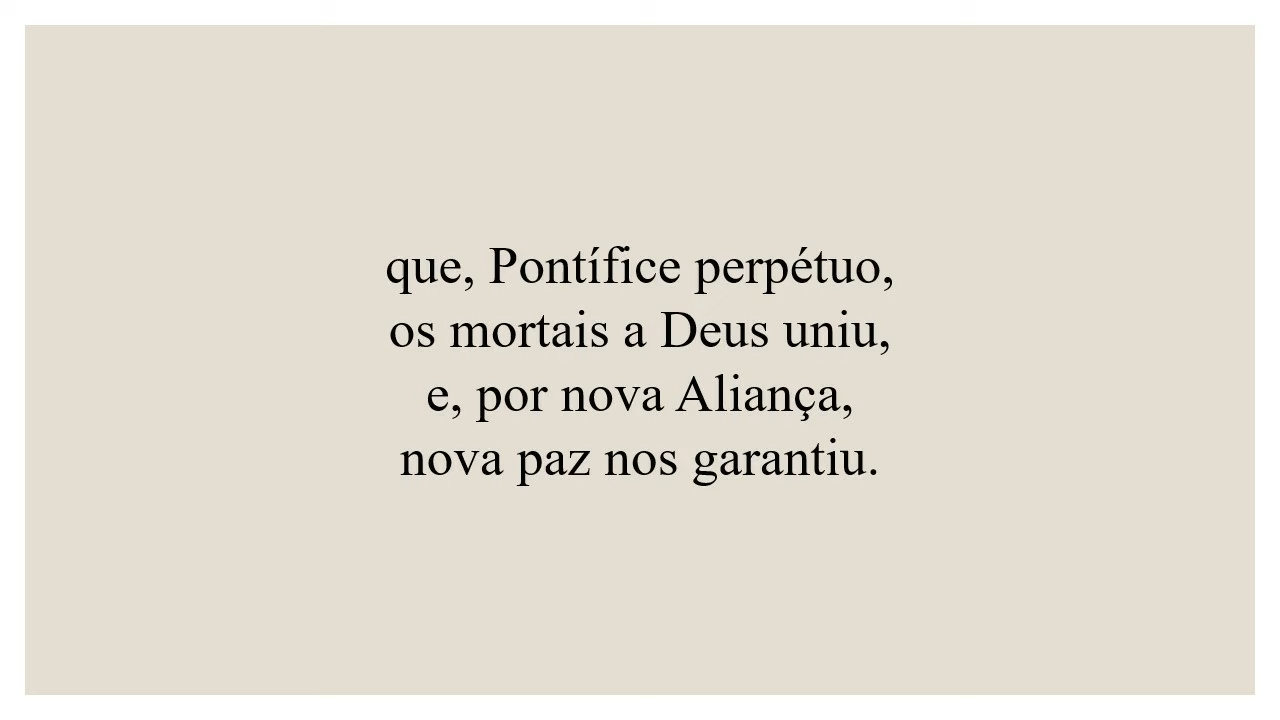 que, Pontífice perpétuo,
os mortais a Deus uniu,
e, por nova Aliança,
nova paz nos garantiu.